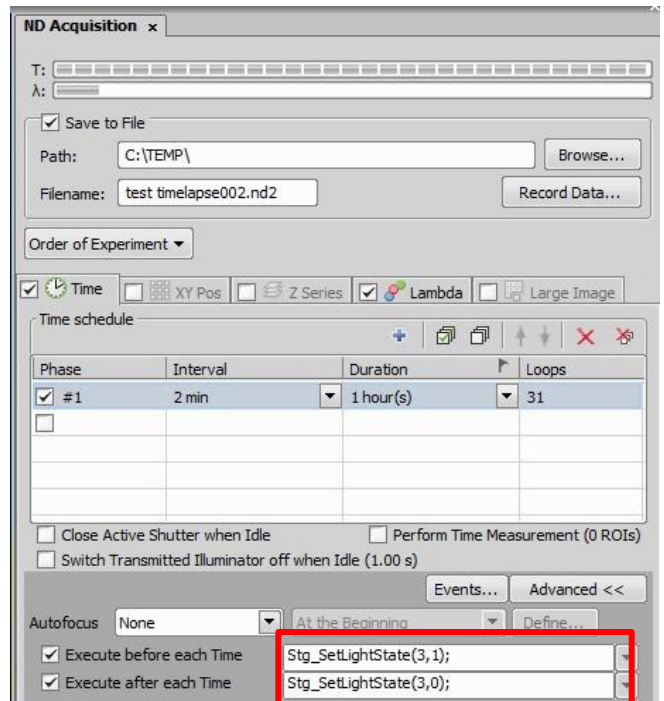 ND Acquisition x
T:
λ:
Save to File
Path: C:\TEMP\ Browse...
Filename: test timelapse002.nd2 Record Data...
Order of Experiment
Time XY Pos Z Series Lambda Large Image
Time schedule
Phase Interval Duration Loops
#1 2 min 1 hour(s) 31
Close Active Shutter when Idle Perform Time Measurement (0 ROIs)
Switch Transmitted Illuminator off when Idle (1.00 s)
Events... Advanced <<
Autofocus None At the Beginning Define...
Execute before each Time Stg_SetLightState(3,1);
Execute after each Time Stg_SetLightState(3,0);